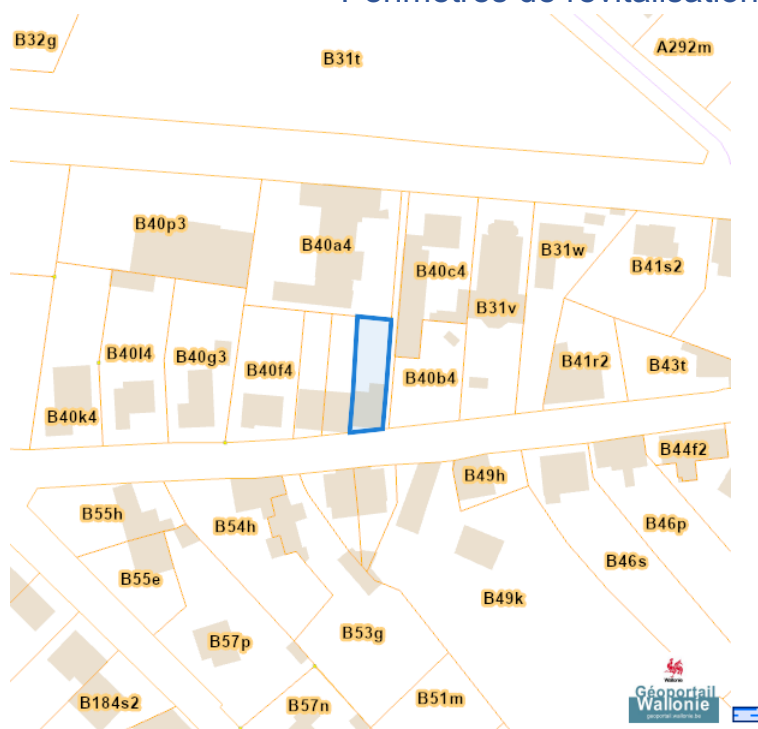 Périmètres de revitalisation
B32g
B31t
A292m
B40p3
B40a4
B40c4
B31w
B41s2
B31v
B40l4
B40g3
B40f4
B40b4
B41r2
B43t
B40k4
B44f2
B49h
B55h
B54h
B46p
B46s
B55e
B49k
B57p
B53g
B184s2
B57n
B51m
Wallonie
Géoportail
Wallonie
geoportail.wallonie.be